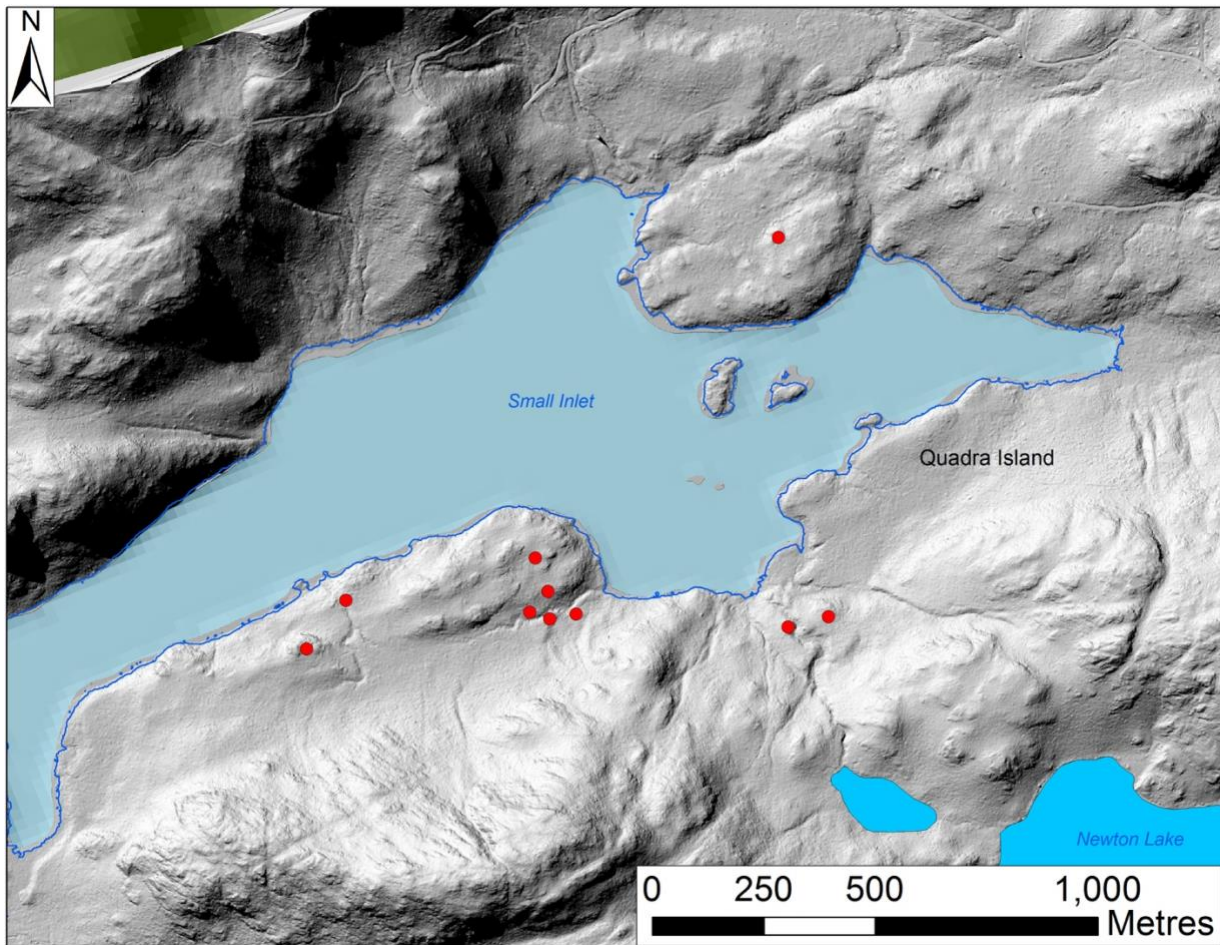 N
Small Inlet
Quadra Island
Newton Lake
0 250 500 1,000
Metres